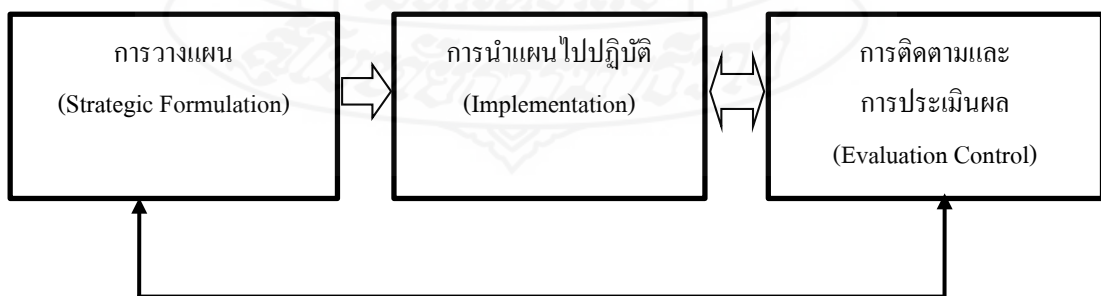 การวางแผน
(Strategic Formulation)
การนำแผนไปปฏิบัติ
(Implementation)
การติดตามและ
การประเมินผล
(Evaluation Control)